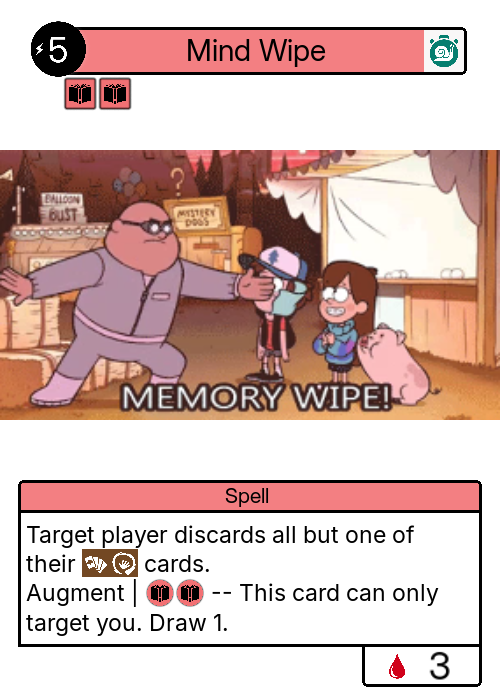 5
Mind Wipe
BALLOON
BUST
?
MYSTERY
DOGS
MEMORY WIPE!
Spell
Target player discards all but one of
their cards.
Augment | -- This card can only
target you. Draw 1.
3